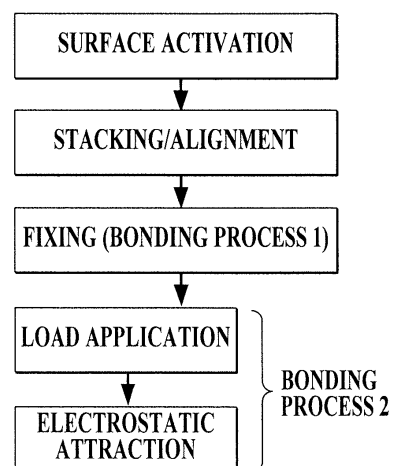 SURFACE ACTIVATION
STACKING/ALIGNMENT
FIXING (BONDING PROCESS 1)
LOAD APPLICATION
BONDING
PROCESS 2
ELECTROSTATIC
ATTRACTION